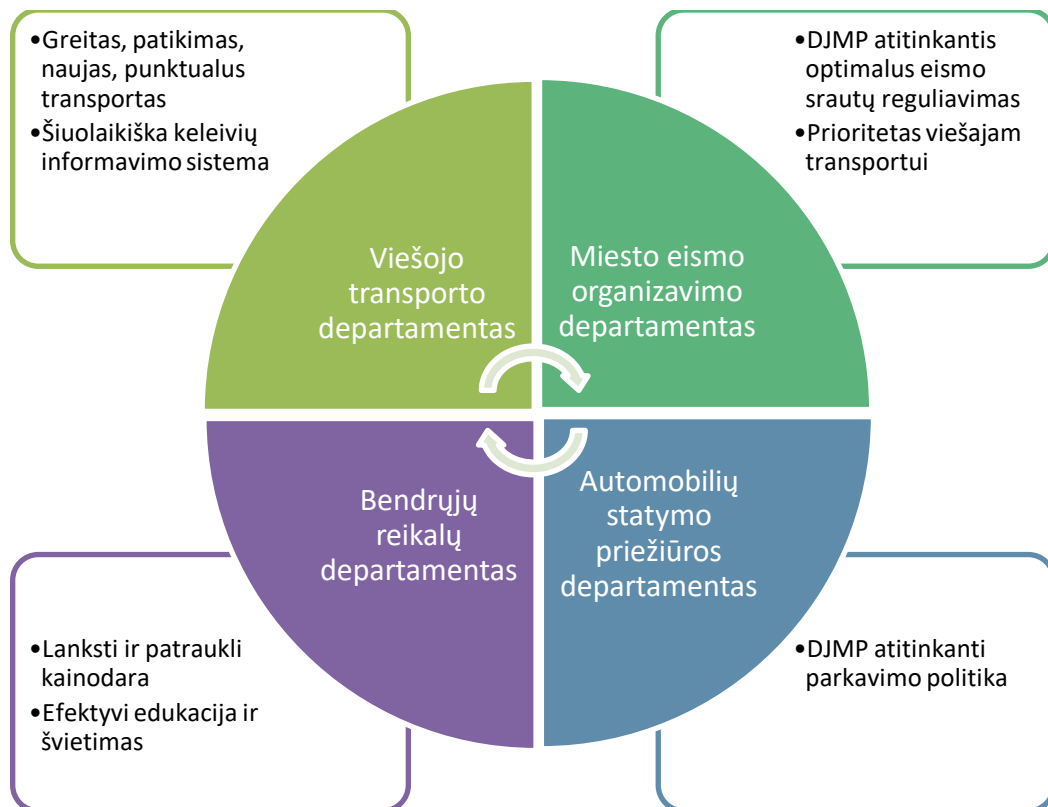 •Greitas, patikimas,
naujas, punktualus
transportas
•Šiuolaikiška keleivių
informavimo sistema
•DJMP atitinkantis
optimalus eismo
srautų reguliavimas
•Prioritetas viešajam
transportui
Viešojo
transporto
departamentas
Miesto eismo
organizavimo
departamentas
Bendrųjų
reikalų
departamentas
Automobilių
statymo
priežiūros
departamentas
•Lanksti ir patraukli
kainodara
•Efektyvi edukacija ir
švietimas
•DJMP atitinkanti
parkavimo politika